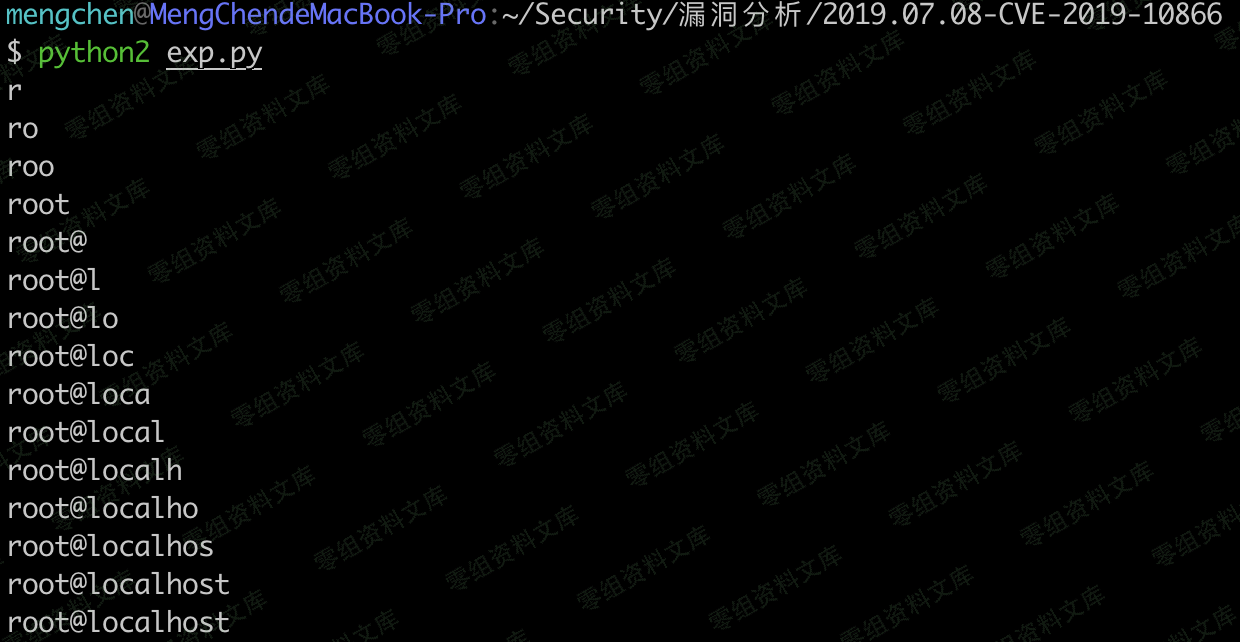 mengchen@MengChendeMacBook-Pro:~/Security/漏洞分析/2019.07.08-CVE-2019-10866
$ python2 exp.py
r
ro
roo
root
root@
root@l
root@lo
root@loc
root@loca
root@local
root@localh
root@localho
root@localhos
root@localhost
root@localhost
零组资料文库